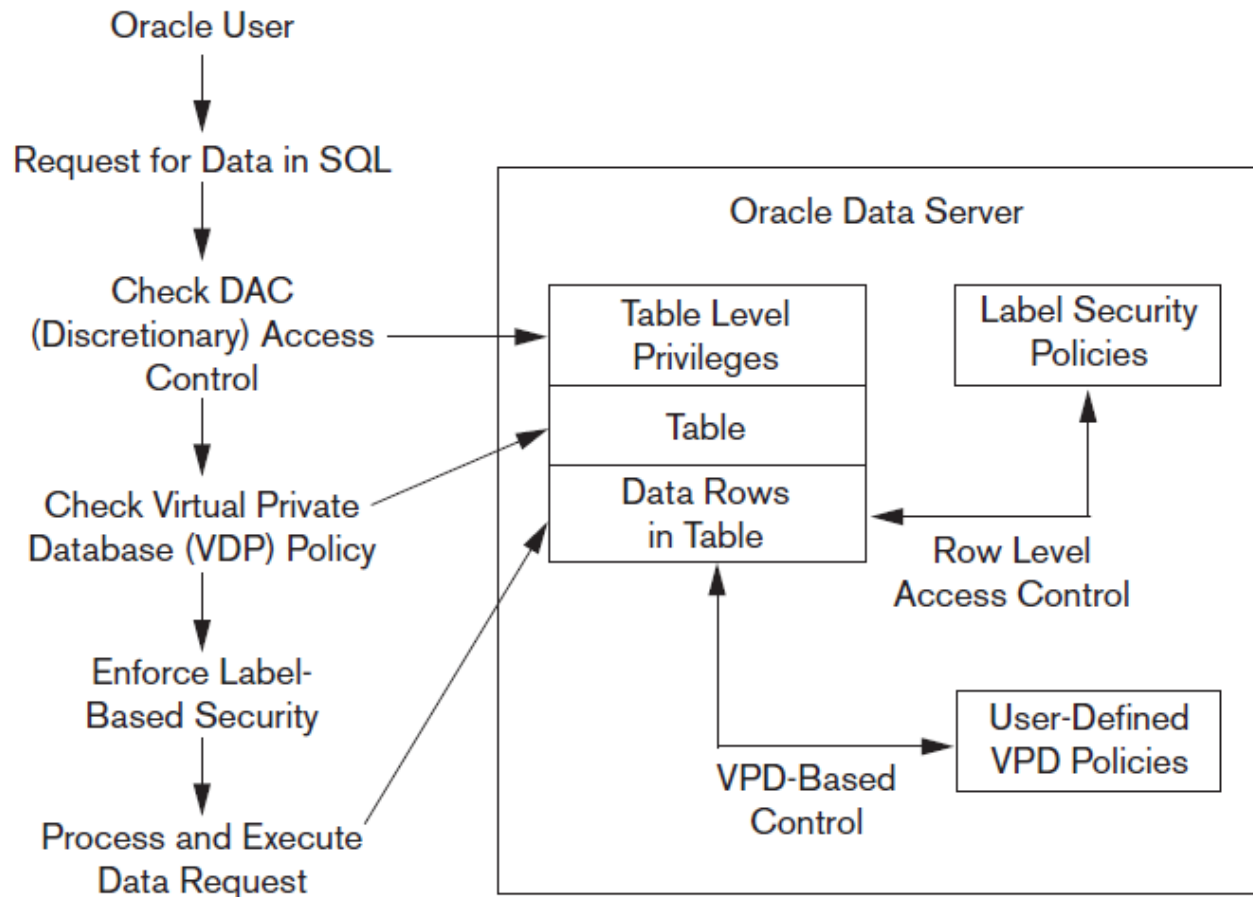 Oracle User
Request for Data in SQL
Check DAC
(Discretionary) Access
Control
Check Virtual Private
Database (VDP) Policy
Enforce Label-
Based Security
Process and Execute
Data Request
Oracle Data Server
Table Level
Privileges
Table
Data Rows
in Table
Label Security
Policies
Row Level
Access Control
VPD-Based
Control
User-Defined
VPD Policies